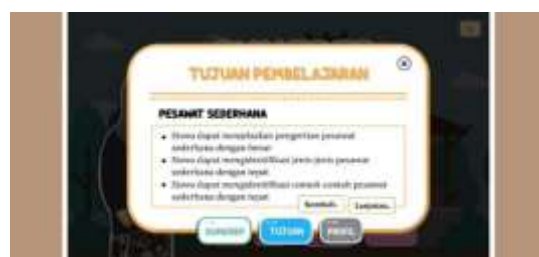 TUJUAN PEMBELAJARAN
PESAWAT SEDERHANA
• Siswa dapat menjelaskan pengertian pesawat
sederhana dengan benar
• Siswa dapat mengidentifikasi jenis-jenis pesawat
sederhana dengan tepat
• Siswa dapat mengidentifikasi contoh-contoh pesawat
sederhana dengan tepat
Kembali..
Lanjutan..
TUJUAN
PROFIL